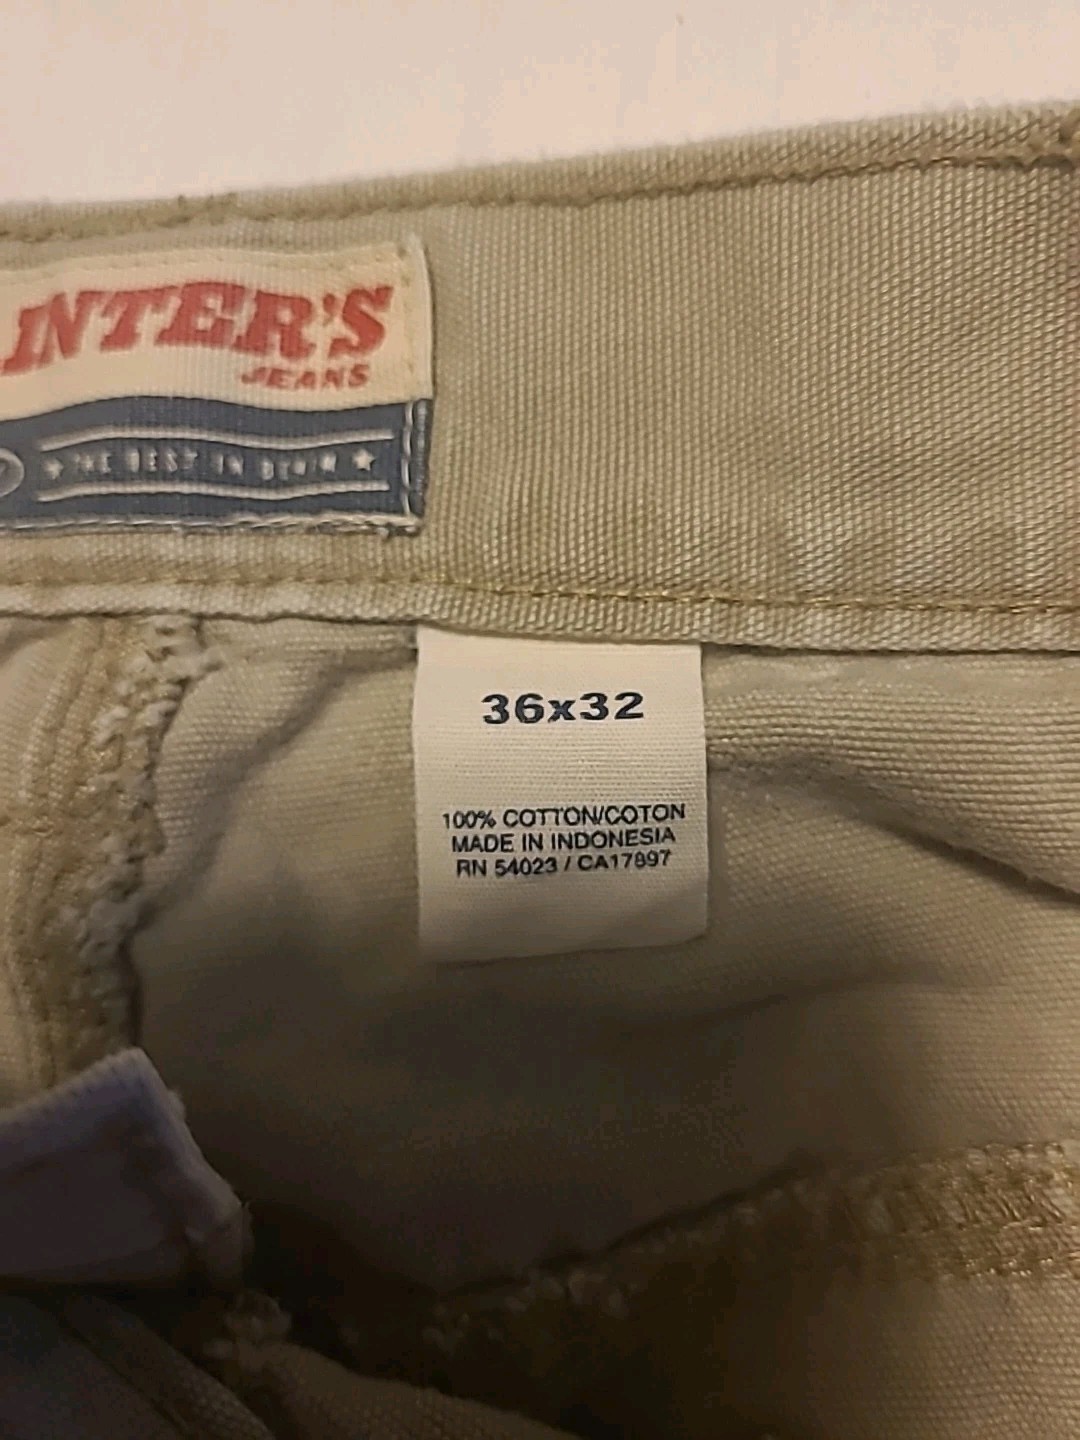 INTER'S
JEANS
THE BEST IN DENIM
36x32
100% COTTON/COTON
MADE IN INDONESIA
RN 54023 / CA17897